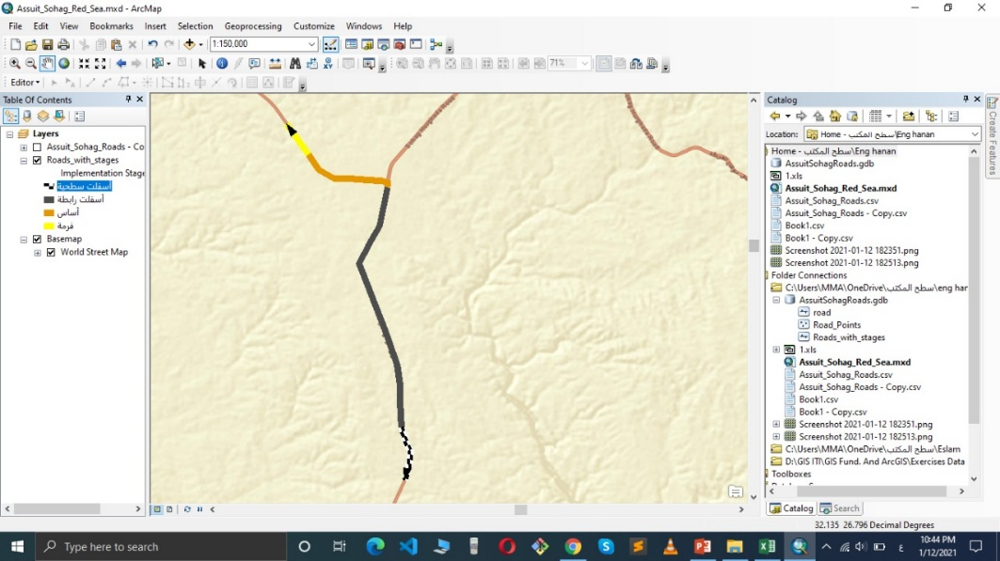 Assuit_Sohag_Red_Sea.mxd - ArcMap
File Edit View Bookmarks Insert Selection Geoprocessing Customize Windows Help
1:150,000
71%
Editor
Table Of Contents
Layers
Assuit_Sohag_Roads - Co
Roads_with_stages
Implementation Stage
أسفلت سطحية
أسفلت رابطة
أساس
فرمة
Basemap
World Street Map
Catalog
Location: Home - سطح المكتب\Eng hanan
Home - سطح المكتب\Eng hanan
AssuitSohagRoads.gdb
1.xls
Assuit_Sohag_Red_Sea.mxd
Assuit_Sohag_Roads.csv
Assuit_Sohag_Roads - Copy.csv
Book1.csv
Book1 - Copy.csv
Screenshot 2021-01-12 182351.png
Screenshot 2021-01-12 182513.png
Folder Connections
C:\Users\MMA\OneDrive\سطح المكتب\eng har
AssuitSohagRoads.gdb
road
Road_Points
Roads_with_stages
1.xls
Assuit_Sohag_Red_Sea.mxd
Assuit_Sohag_Roads.csv
Assuit_Sohag_Roads - Copy.csv
Book1.csv
Book1 - Copy.csv
Screenshot 2021-01-12 182351.png
Screenshot 2021-01-12 182513.png
C:\Users\MMA\OneDrive\سطح المكتب\Eslam
D:\GIS ITI\GIS Fund. And ArcGIS\Exercises Data
Toolboxes
Catalog Search
Create Features
32.135 26.796 Decimal Degrees
Type here to search
ع
10:44 PM
1/12/2021